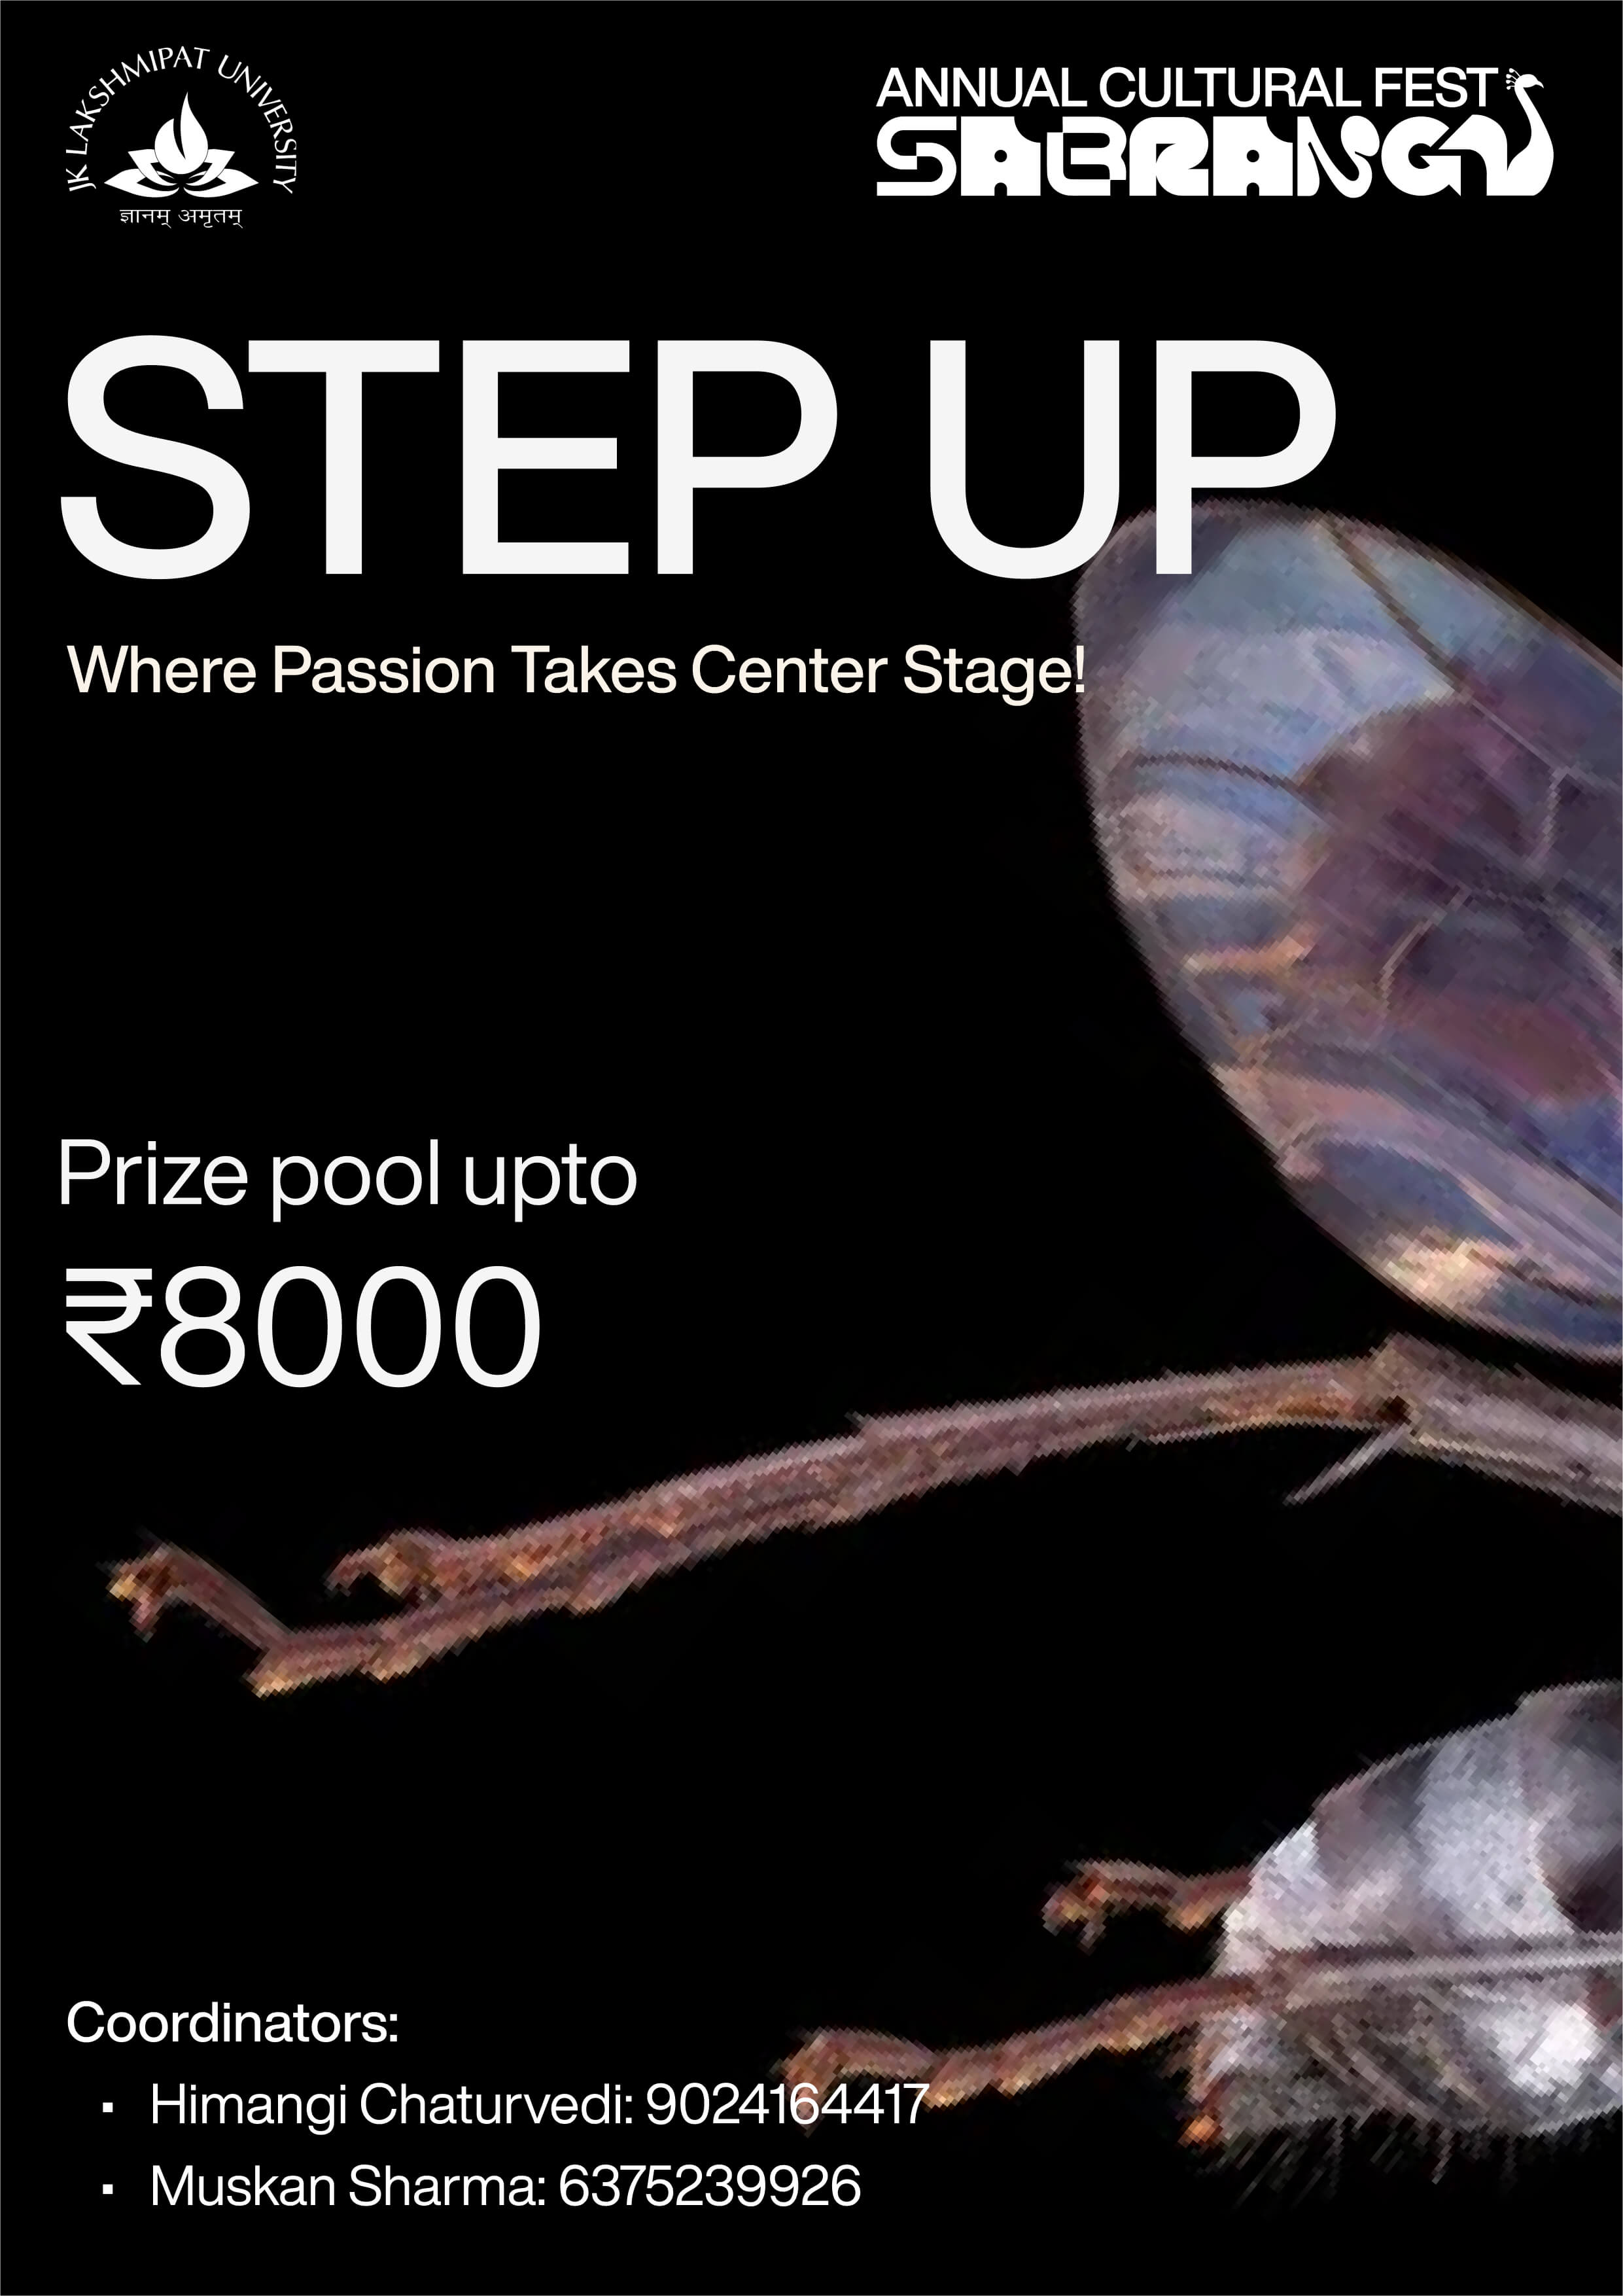 JK LAKSHMIPAT UNIVERSITY
ज्ञानम् अमृतम्
ANNUAL CULTURAL FEST
SABRANG
STEP UP
Where Passion Takes Center Stage!
Prize pool upto
₹8000
Coordinators:
▪ Himangi Chaturvedi: 9024164417
▪ Muskan Sharma: 6375239926